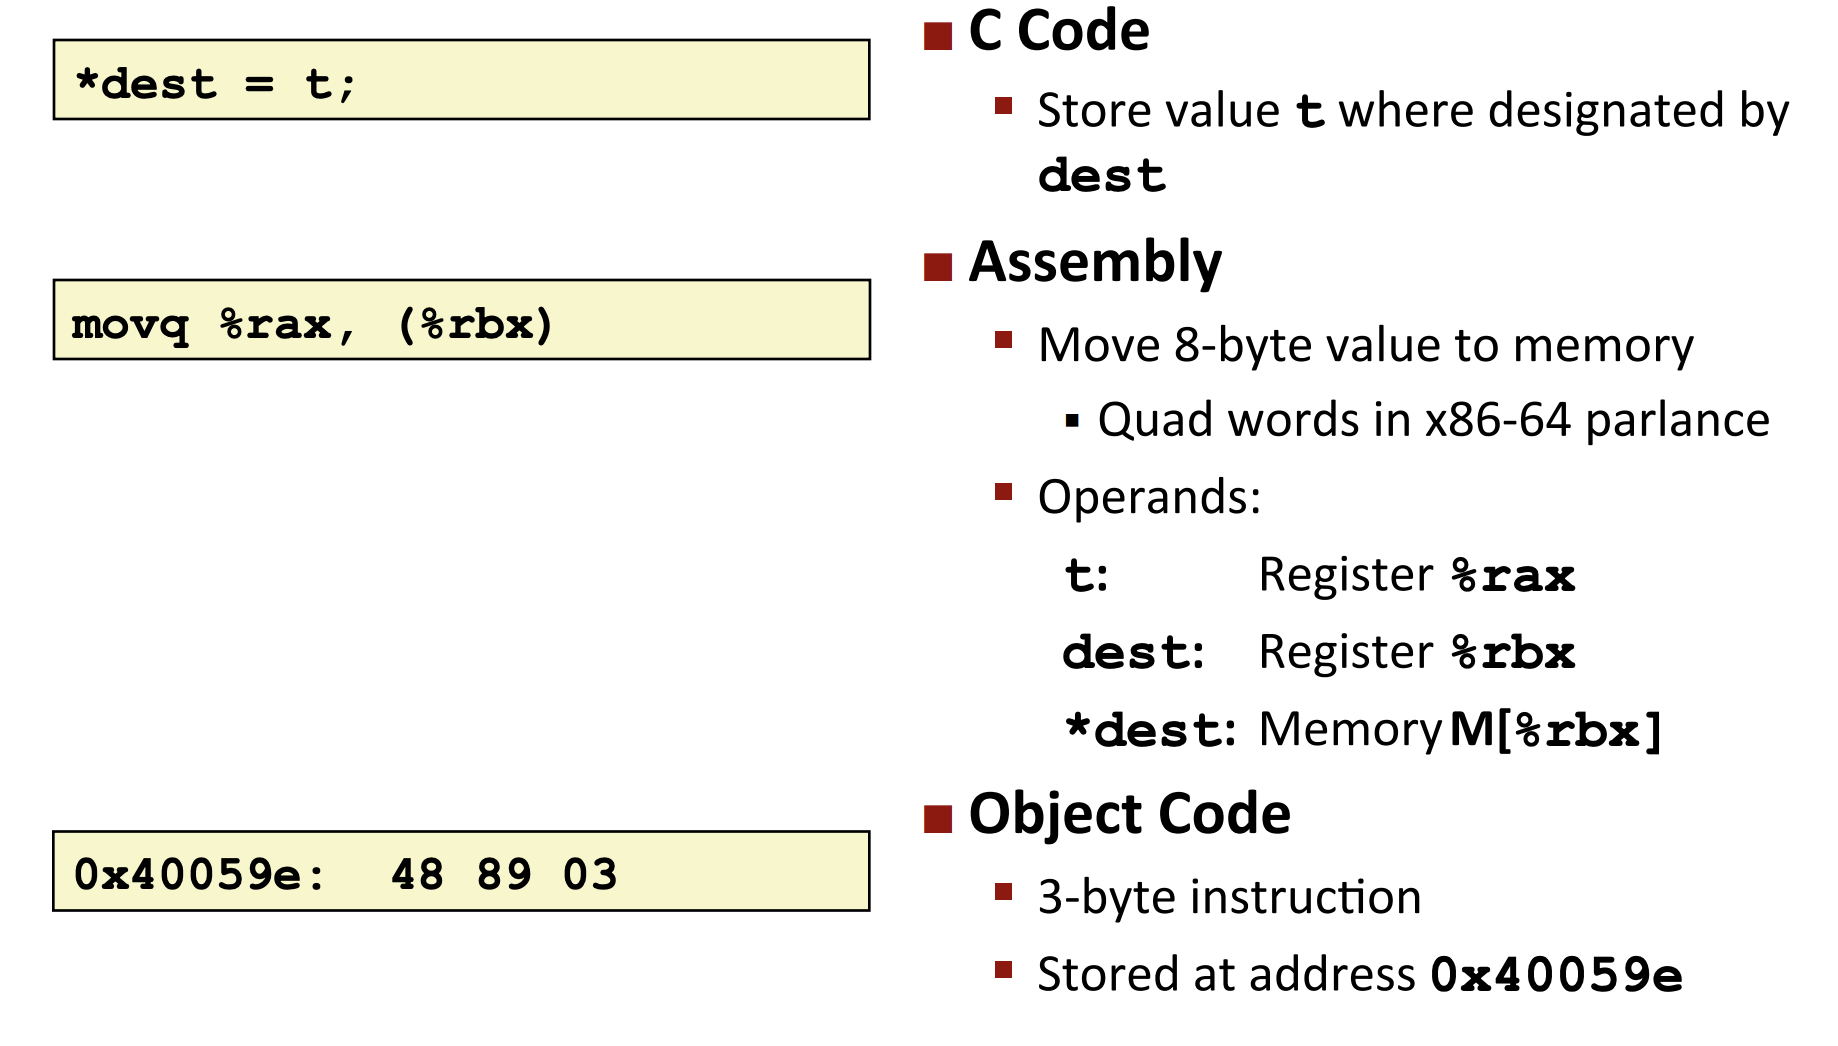 *dest = t;
movq %rax, (%rbx)
0x40059e: 48 89 03
C Code
Store value t where designated by
dest
Assembly
Move 8-byte value to memory
Quad words in x86-64 parlance
Operands:
t: Register %rax
dest: Register %rbx
*dest: Memory M[%rbx]
Object Code
3-byte instruction
Stored at address 0x40059e